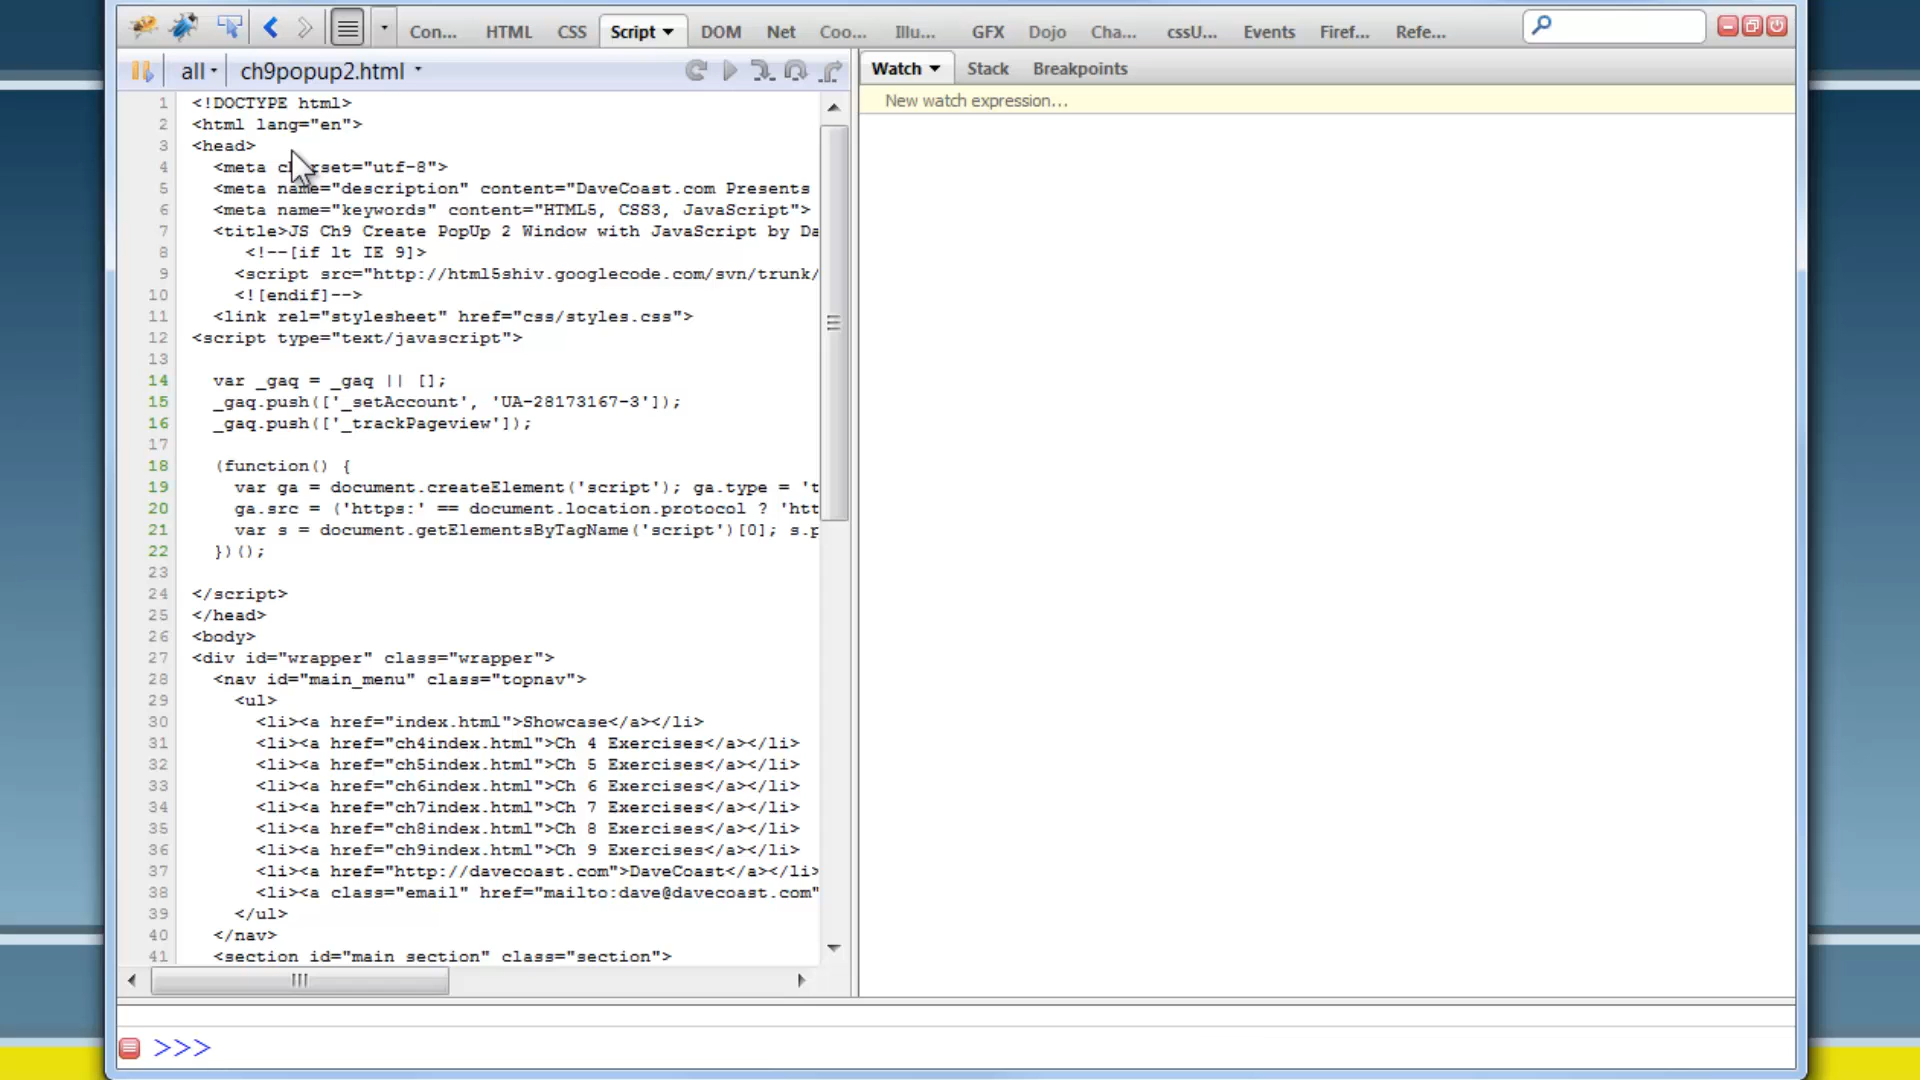 Con... HTML CSS Script DOM Net Coo... Illu... GFX Dojo Cha... cssU... Events Firef... Refe...
all ch9popup2.html
Watch Stack Breakpoints
New watch expression...
1 <!DOCTYPE html>
2 <html lang="en">
3 <head>
4 <meta charset="utf-8">
5 <meta name="description" content="DaveCoast.com Presents
6 <meta name="keywords" content="HTML5, CSS3, JavaScript">
7 <title>JS Ch9 Create PopUp 2 Window with JavaScript by Da
8 <!--[if lt IE 9]>
9 <script src="http://html5shiv.googlecode.com/svn/trunk/
10 <![endif]-->
11 <link rel="stylesheet" href="css/styles.css">
12 <script type="text/javascript">
13
14 var _gaq = _gaq || [];
15 _gaq.push(['_setAccount', 'UA-28173167-3']);
16 _gaq.push(['_trackPageview']);
17
18 (function() {
19 var ga = document.createElement('script'); ga.type = 't
20 ga.src = ('https:' == document.location.protocol ? 'htt
21 var s = document.getElementsByTagName('script')[0]; s.p
22 })();
23
24 </script>
25 </head>
26 <body>
27 <div id="wrapper" class="wrapper">
28 <nav id="main_menu" class="topnav">
29 <ul>
30 <li><a href="index.html">Showcase</a></li>
31 <li><a href="ch4index.html">Ch 4 Exercises</a></li>
32 <li><a href="ch5index.html">Ch 5 Exercises</a></li>
33 <li><a href="ch6index.html">Ch 6 Exercises</a></li>
34 <li><a href="ch7index.html">Ch 7 Exercises</a></li>
35 <li><a href="ch8index.html">Ch 8 Exercises</a></li>
36 <li><a href="ch9index.html">Ch 9 Exercises</a></li>
37 <li><a href="http://davecoast.com">DaveCoast</a></li>
38 <li><a class="email" href="mailto:dave@davecoast.com"
39 </ul>
40 </nav>
41 <section id="main_section" class="section">
>>>